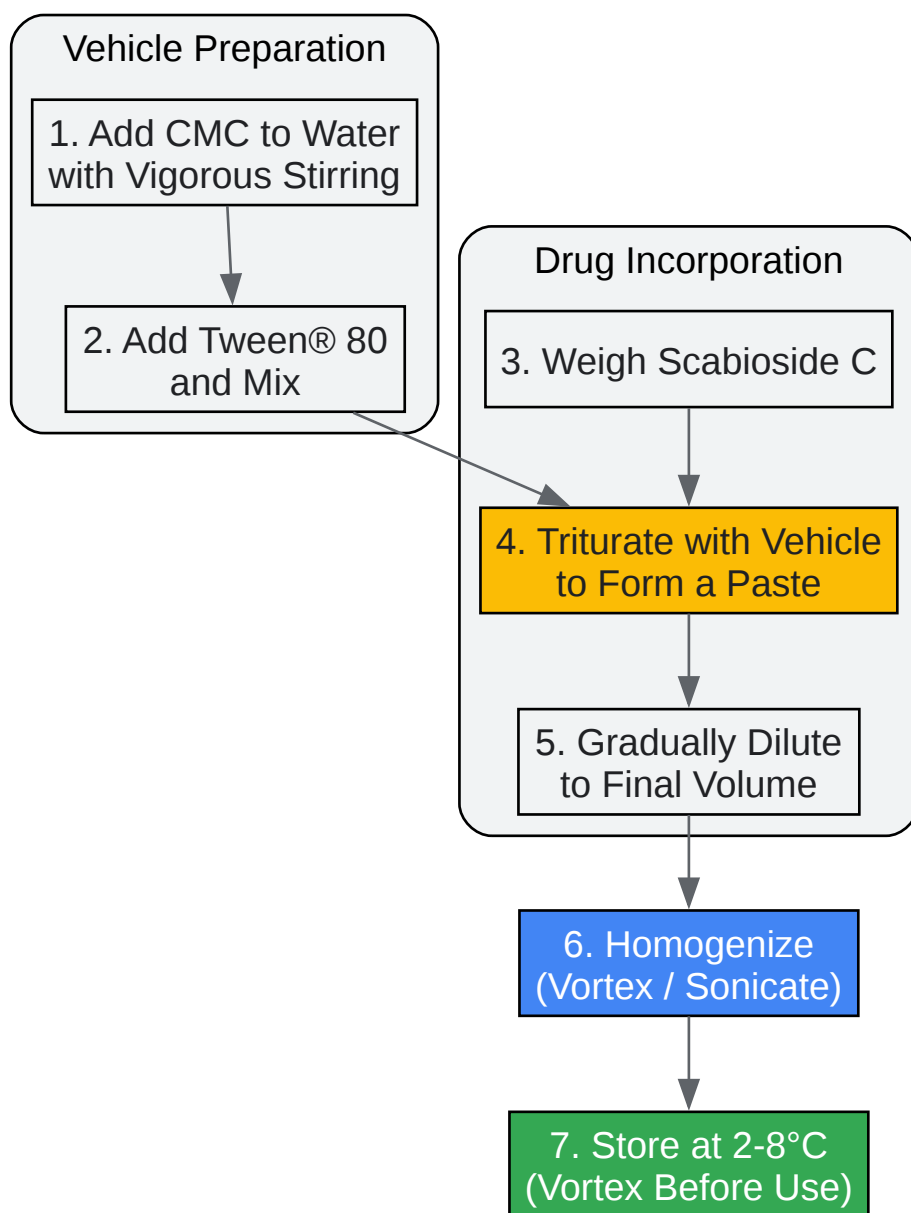 Vehicle Preparation
1. Add CMC to Water
with Vigorous Stirring
2. Add Tween® 80
and Mix
Drug Incorporation
3. Weigh Scabioside C
4. Triturate with Vehicle
to Form a Paste
5. Gradually Dilute
to Final Volume
6. Homogenize
(Vortex / Sonicate)
7. Store at 2-8°C
(Vortex Before Use)